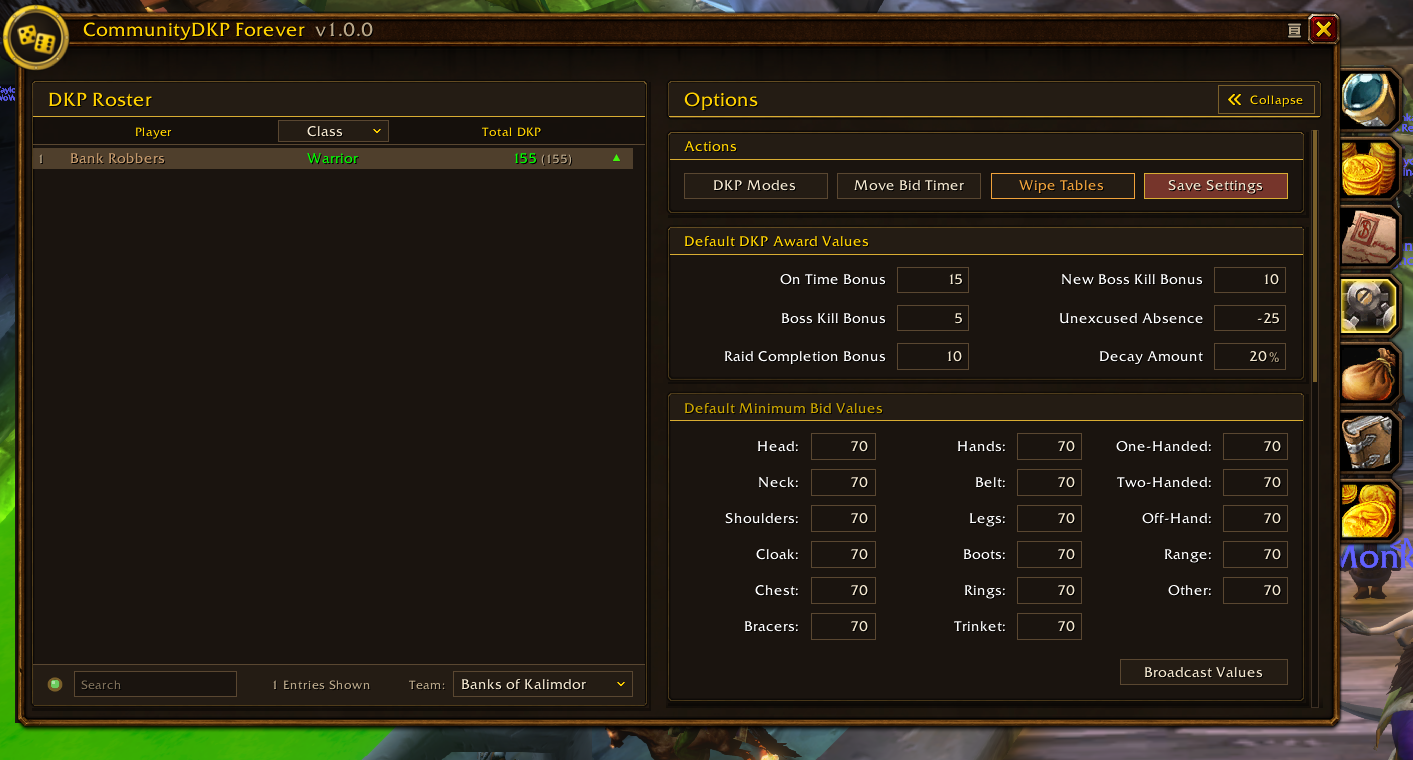 CommunityDKP Forever v1.0.0
DKP Roster
Player Class Total DKP
1 Bank Robbers Warrior 155 (155)
Search 1 Entries Shown Team: Banks of Kalimdor
Options Collapse
Actions
DKP Modes Move Bid Timer Wipe Tables Save Settings
Default DKP Award Values
On Time Bonus 15 New Boss Kill Bonus 10
Boss Kill Bonus 5 Unexcused Absence -25
Raid Completion Bonus 10 Decay Amount 20%
Default Minimum Bid Values
Head: 70 Hands: 70 One-Handed: 70
Neck: 70 Belt: 70 Two-Handed: 70
Shoulders: 70 Legs: 70 Off-Hand: 70
Cloak: 70 Boots: 70 Range: 70
Chest: 70 Rings: 70 Other: 70
Bracers: 70 Trinket: 70
Broadcast Values